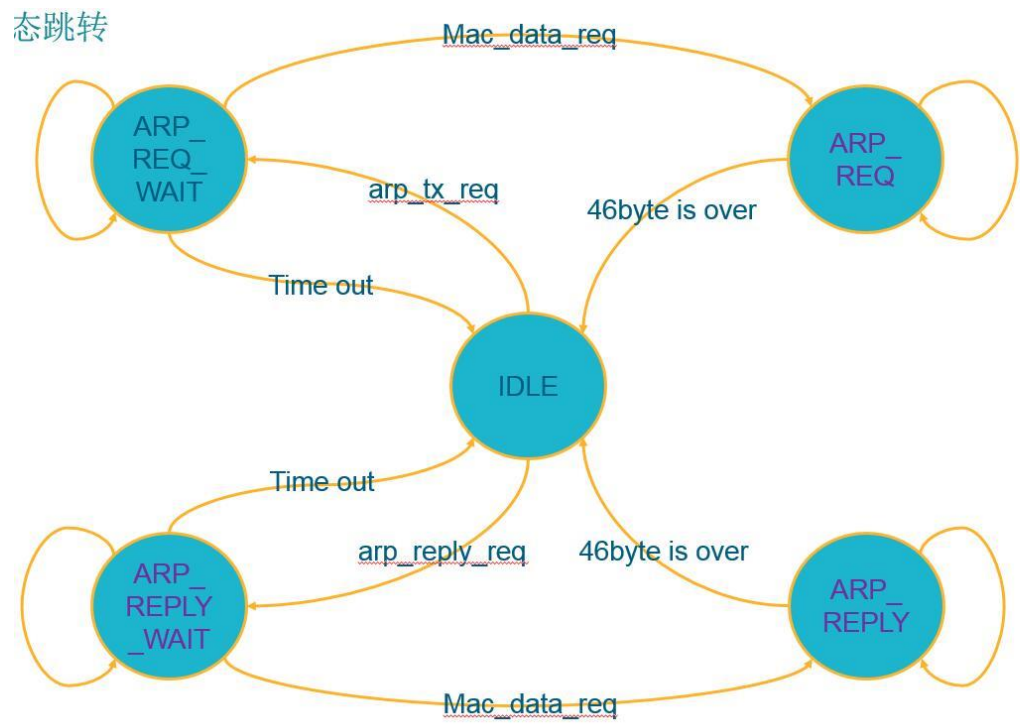 态跳转
Mac_data_req
ARP_
REQ_
WAIT
ARP_
REQ
arp_tx_req
46byte is over
Time out
IDLE
Time out
arp_reply_req
46byte is over
ARP_
REPLY
_WAIT
ARP_
REPLY
Mac_data_req